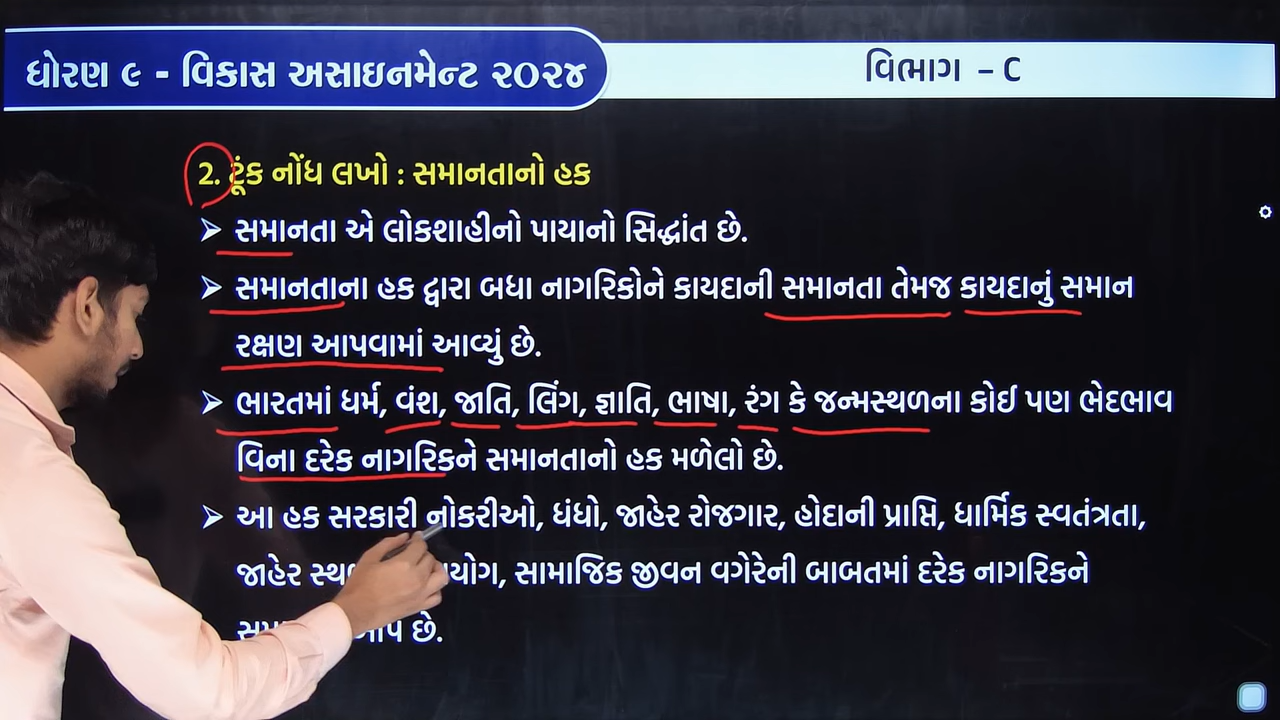 ધોરણ ૯ - વિકાસ અસાઇનમેન્ટ ૨૦૨૪
વિભાગ – C
2. ટૂંક નોંધ લખો : સમાનતાનો હક
➤ સમાનતા એ લોકશાહીનો પાયાનો સિદ્ધાંત છે.
➤ સમાનતાના હક દ્વારા બધા નાગરિકોને કાયદાની સમાનતા તેમજ કાયદાનું સમાન
રક્ષણ આપવામાં આવ્યું છે.
➤ ભારતમાં ધર્મ, વંશ, જાતિ, લિંગ, જ્ઞાતિ, ભાષા, રંગ કે જન્મસ્થળના કોઈ પણ ભેદભાવ
વિના દરેક નાગરિકને સમાનતાનો હક મળેલો છે.
➤ આ હક સરકારી નોકરીઓ, ધંધો, જાહેર રોજગાર, હોદાની પ્રાપ્તિ, ધાર્મિક સ્વતંત્રતા,
જાહેર સામાજિક જીવન વગેરેની બાબતમાં દરેક નાગરિકને
છે.